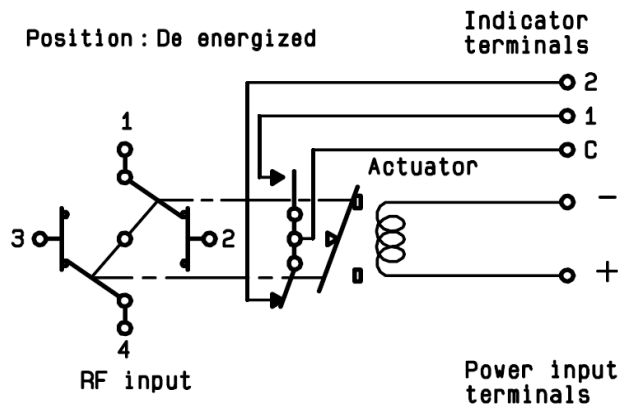 Position : De energized
Indicator
terminals
2
1
C
1
Actuator
-
3
2
+
4
RF input
Power input
terminals